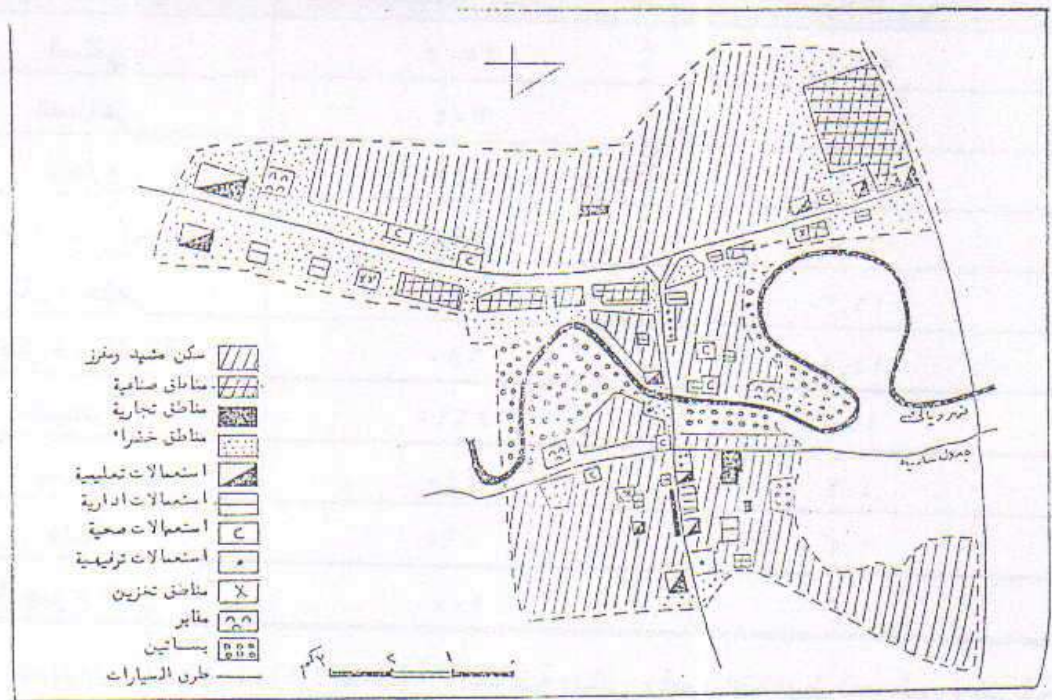 سكن مشيد ومفرز
مناطق صناعية
مناطق تجارية
مناطق خضراء
استعمالات تعليمية
استعمالات ادارية
استعمالات صحية
استعمالات ترفيهية
مناطق تخزين
مقابر
بساتين
طرق السيارات
نهر ديالى
جدول سارية